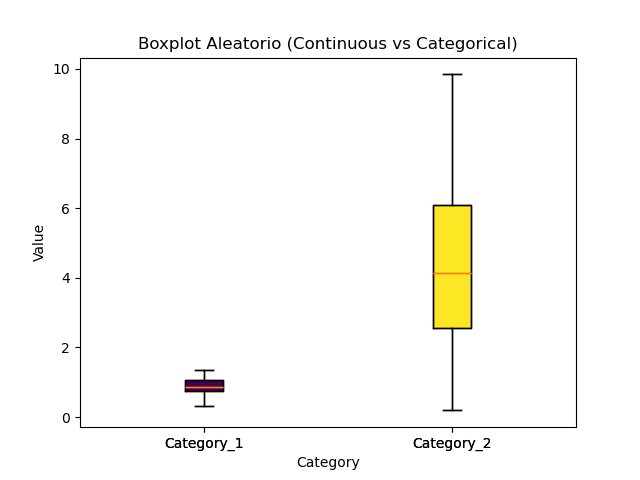 Boxplot Aleatorio (Continuous vs Categorical)
10
8
6
4
2
0
Value
Category_1
Category_2
Category